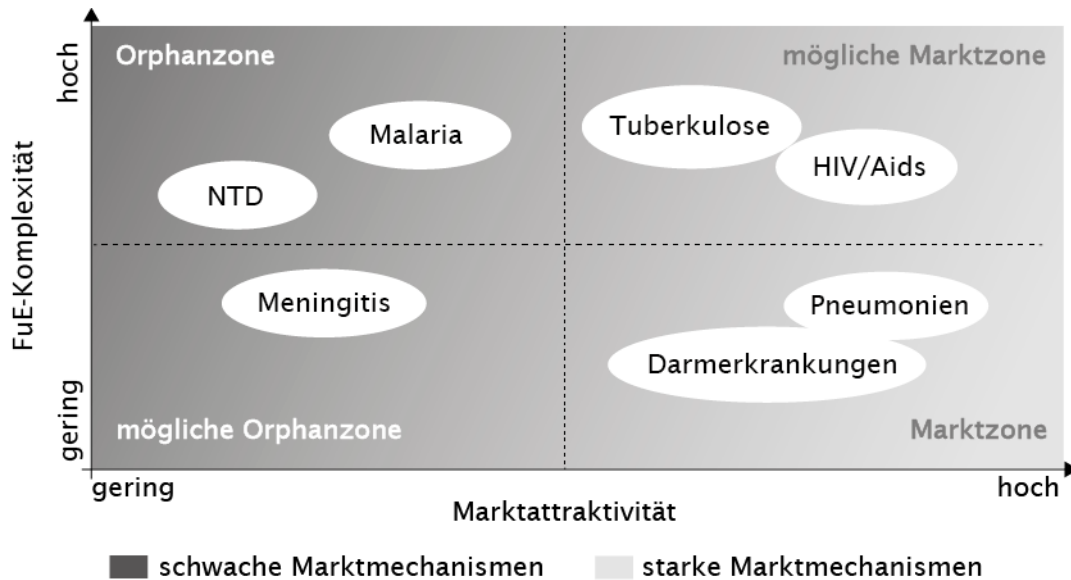 Orphanzone
mögliche Marktzone
hoch
Malaria
Tuberkulose
HIV/Aids
NTD
FuE-Komplexität
Meningitis
Pneumonien
Darmerkrankungen
gering
mögliche Orphanzone
Marktzone
gering
hoch
Marktattraktivität
schwache Marktmechanismen
starke Marktmechanismen